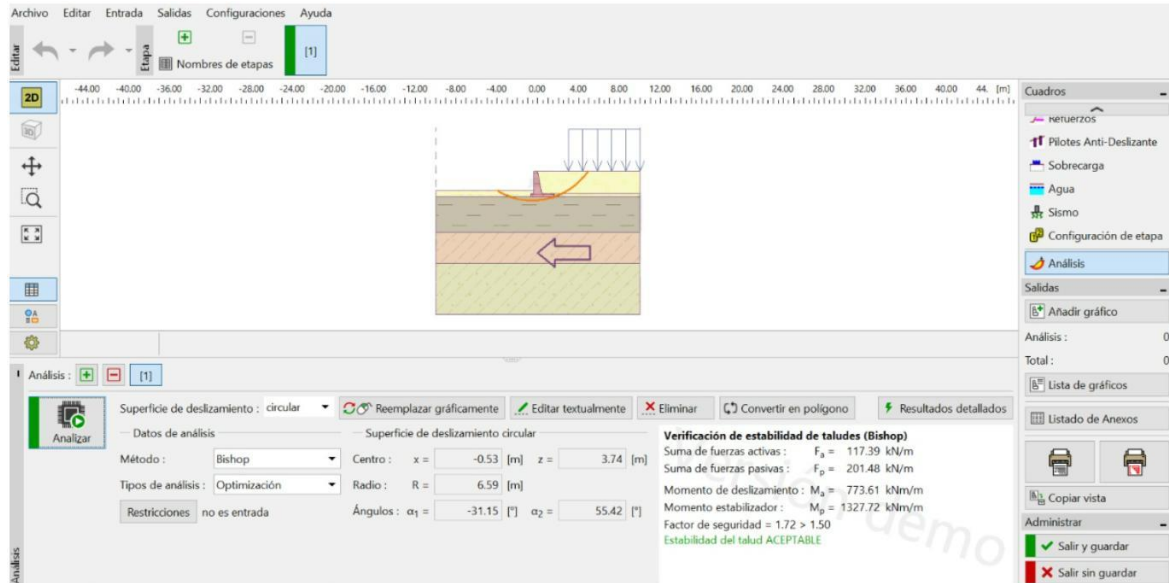 Archivo Editar Entrada Salidas Configuraciones Ayuda
Editar
Etapa
Nombres de etapas
[1]
2D
3D
-44.00 -40.00 -36.00 -32.00 -28.00 -24.00 -20.00 -16.00 -12.00 -8.00 -4.00 0.00 4.00 8.00 12.00 16.00 20.00 24.00 28.00 32.00 36.00 40.00 44. [m]
Cuadros
Refuerzos
Pilotes Anti-Deslizante
Sobrecarga
Agua
Sismo
Configuración de etapa
Análisis
Salidas
Añadir gráfico
Análisis : 0
Total : 0
Lista de gráficos
Listado de Anexos
Copiar vista
Administrar
Salir y guardar
Salir sin guardar
Análisis : [1]
Analizar
Superficie de deslizamiento : circular Reemplazar gráficamente Editar textualmente Eliminar Convertir en polígono Resultados detallados
Datos de análisis
Método : Bishop
Tipos de análisis : Optimización
Restricciones no es entrada
Superficie de deslizamiento circular
Centro : x = -0.53 [m] z = 3.74 [m]
Radio : R = 6.59 [m]
Ángulos : α1 = -31.15 [°] α2 = 55.42 [°]
Verificación de estabilidad de taludes (Bishop)
Suma de fuerzas activas : Fa = 117.39 kN/m
Suma de fuerzas pasivas : Fp = 201.48 kN/m
Momento de deslizamiento : Ma = 773.61 kNm/m
Momento estabilizador : Mp = 1327.72 kNm/m
Factor de seguridad = 1.72 > 1.50
Estabilidad del talud ACEPTABLE
Versión demo
Análisis